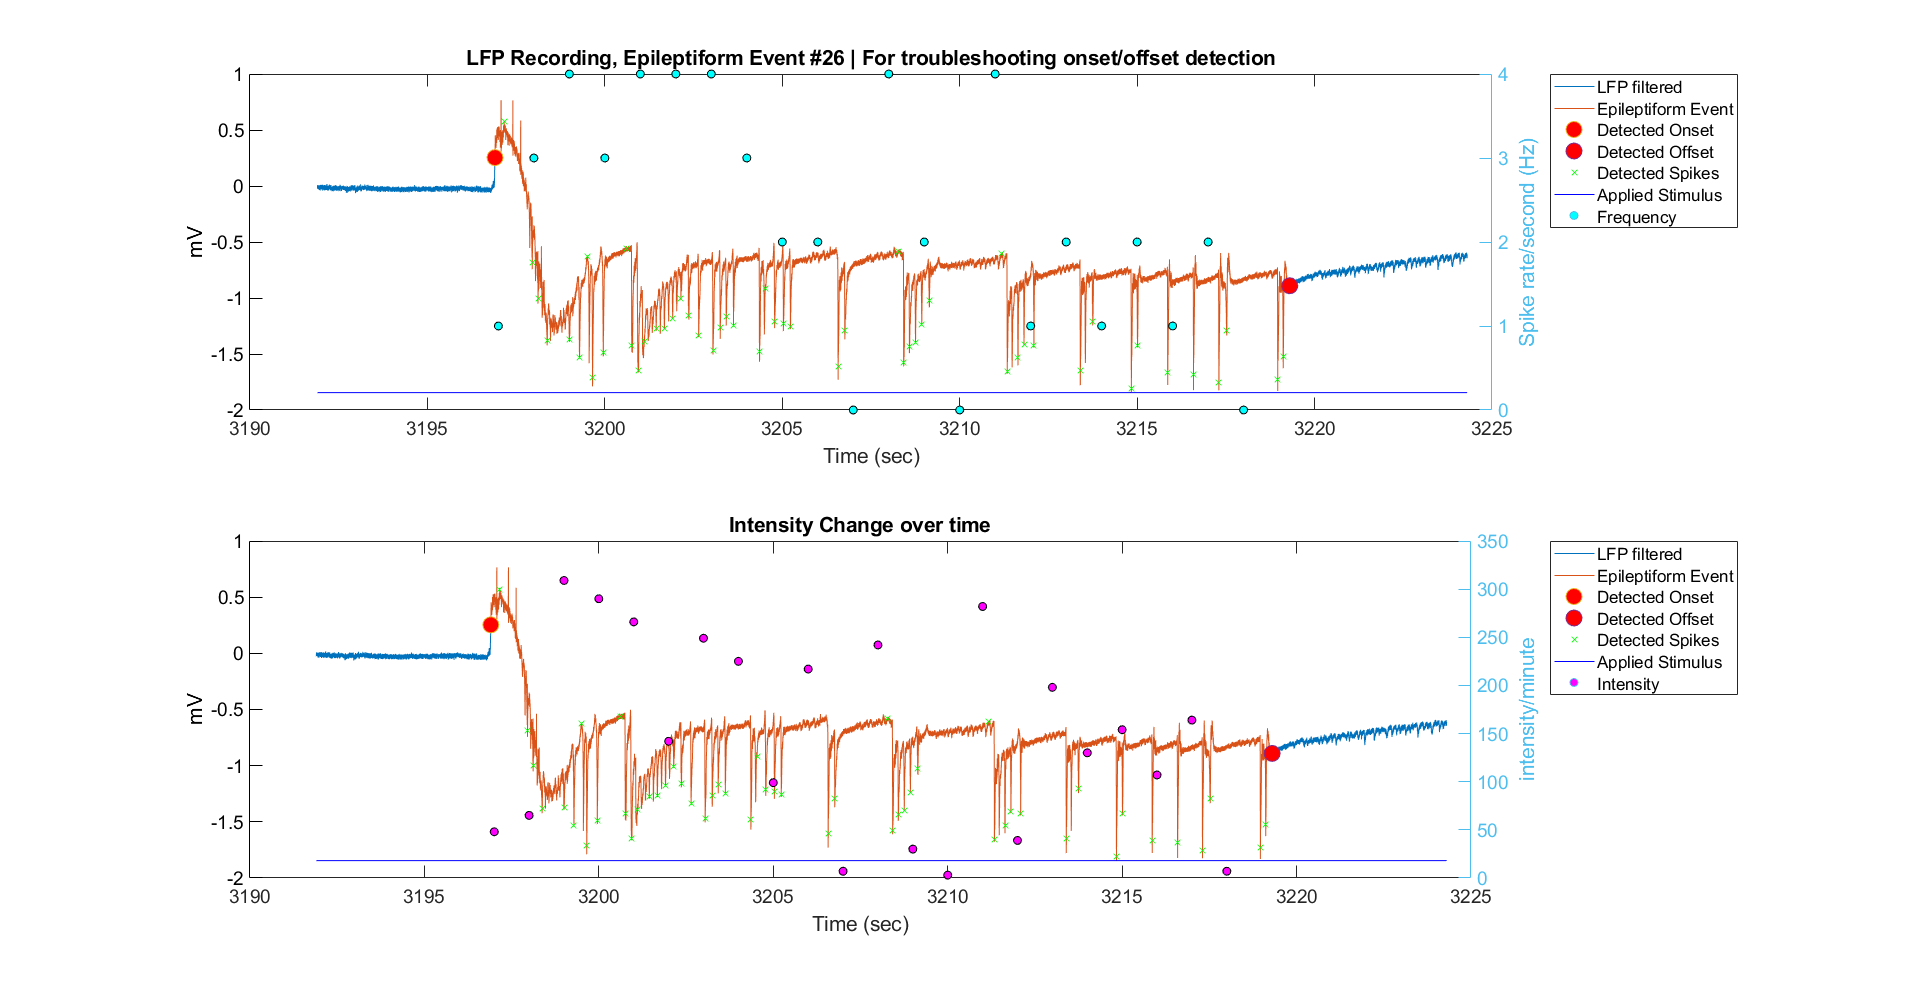 LFP Recording, Epileptiform Event #26 | For troubleshooting onset/offset detection
1
0.5
0
-0.5
-1
-1.5
-2
mV
3190
3195
3200
3205
3210
3215
3220
3225
Time (sec)
4
3
2
1
0
Spike rate/second (Hz)
LFP filtered
Epileptiform Event
Detected Onset
Detected Offset
Detected Spikes
Applied Stimulus
Frequency
Intensity Change over time
1
0.5
0
-0.5
-1
-1.5
-2
mV
3190
3195
3200
3205
3210
3215
3220
3225
Time (sec)
350
300
250
200
150
100
50
0
intensity/minute
LFP filtered
Epileptiform Event
Detected Onset
Detected Offset
Detected Spikes
Applied Stimulus
Intensity